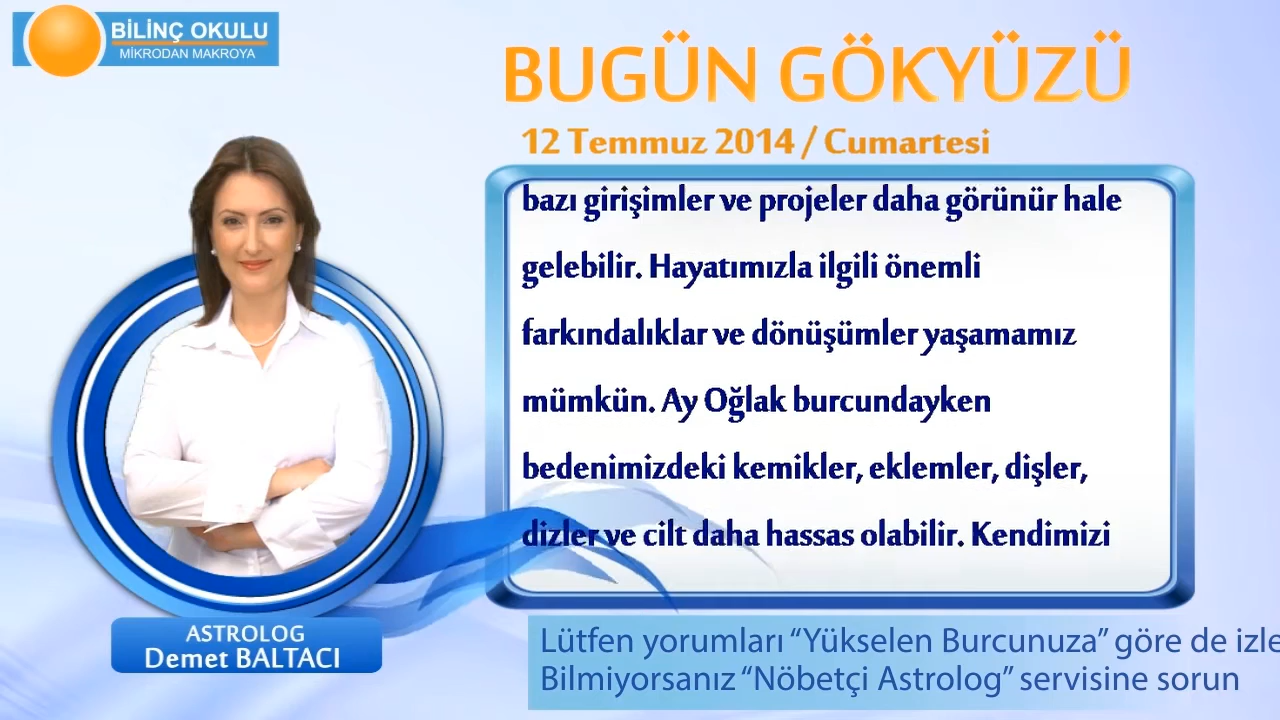 BİLİNÇ OKULU
MİKRODAN MAKROYA
BUGÜN GÖKYÜZÜ
12 Temmuz 2014 / Cumartesi
bazı girişimler ve projeler daha görünür hale
gelebilir. Hayatımızla ilgili önemli
farkındalıklar ve dönüşümler yaşamamız
mümkün. Ay Oğlak burcundayken
bedenimizdeki kemikler, eklemler, dişler,
dizler ve cilt daha hassas olabilir. Kendimizi
ASTROLOG
Demet BALTACI
Lütfen yorumları “Yükselen Burcunuza” göre de izle
Bilmiyorsanız “Nöbetçi Astrolog” servisine sorun